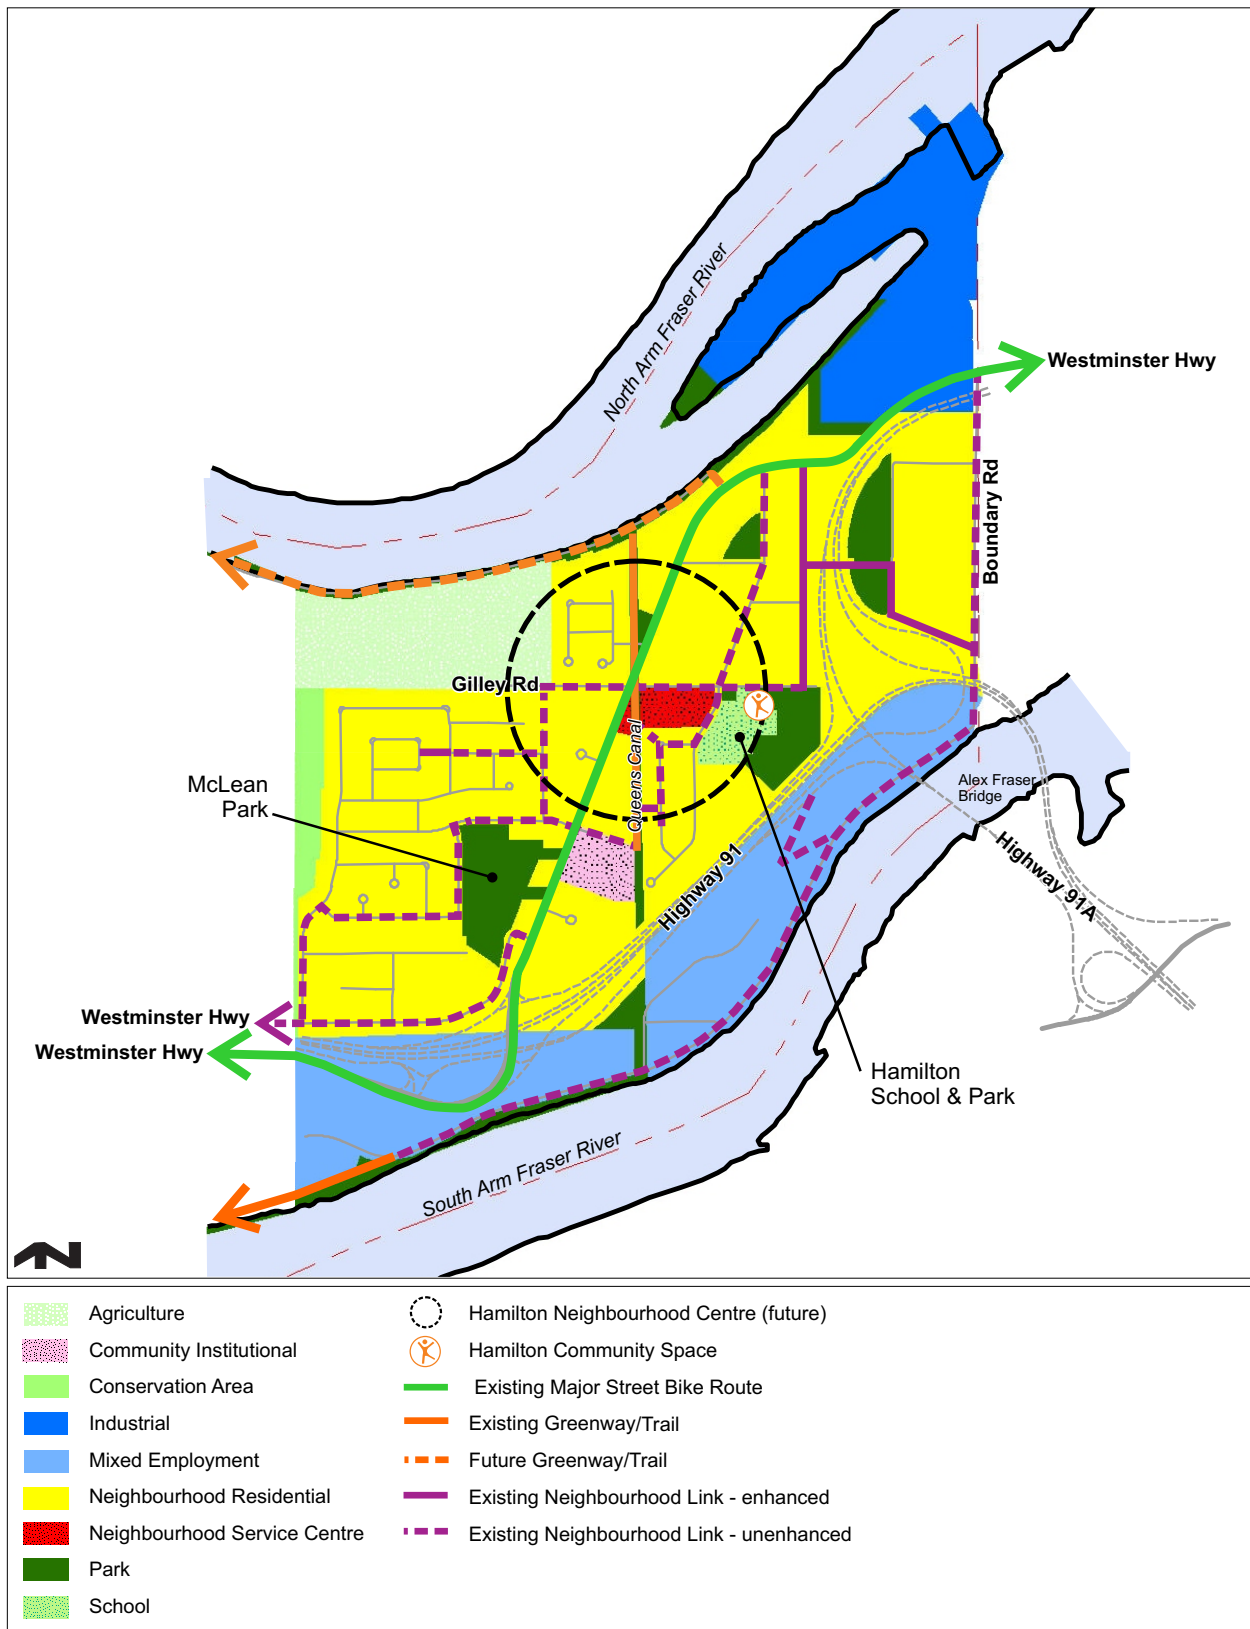 North Arm Fraser River
Westminster Hwy
Boundary Rd
Gilley Rd
Queens Canal
McLean
Park
Alex Fraser
Bridge
Highway 91
Highway 91A
Westminster Hwy
Westminster Hwy
Hamilton
School & Park
South Arm Fraser River
N
Agriculture
Community Institutional
Conservation Area
Industrial
Mixed Employment
Neighbourhood Residential
Neighbourhood Service Centre
Park
School
Hamilton Neighbourhood Centre (future)
Hamilton Community Space
Existing Major Street Bike Route
Existing Greenway/Trail
Future Greenway/Trail
Existing Neighbourhood Link - enhanced
Existing Neighbourhood Link - unenhanced